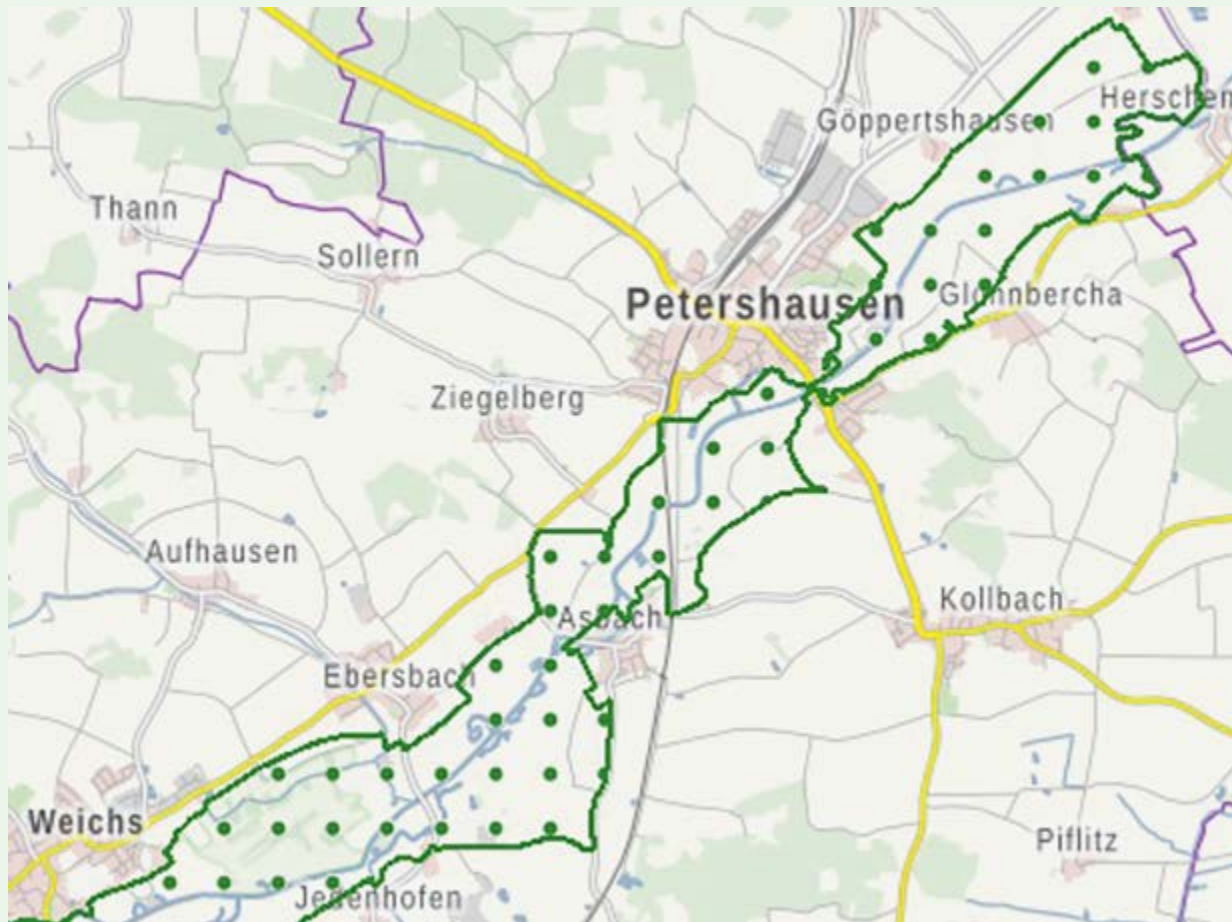 Herschen
Göppertshausen
Thann
Sollern
Petershausen
Glonnbercha
Ziegelberg
Aufhausen
Kollbach
Asbach
Ebersbach
Weichs
Piflitz
Jedenhofen